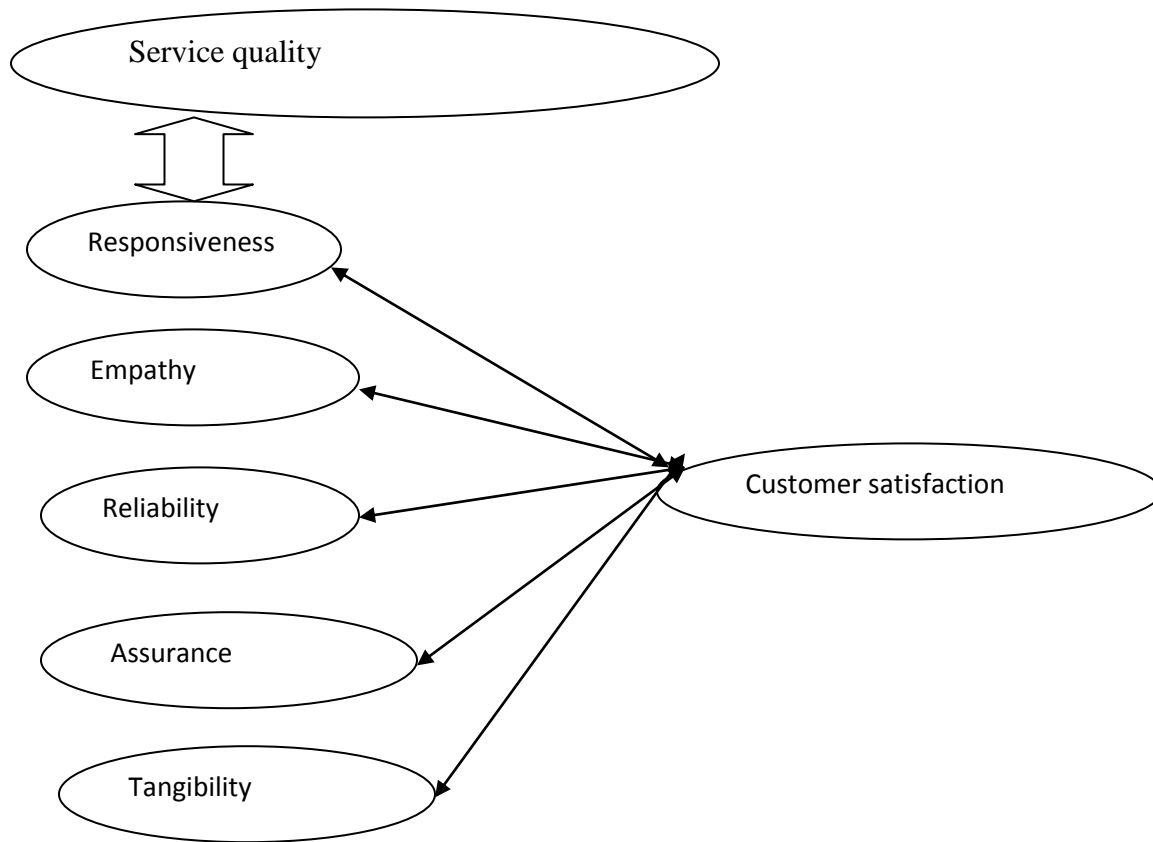 Service quality
Responsiveness
Empathy
Reliability
Customer satisfaction
Assurance
Tangibility